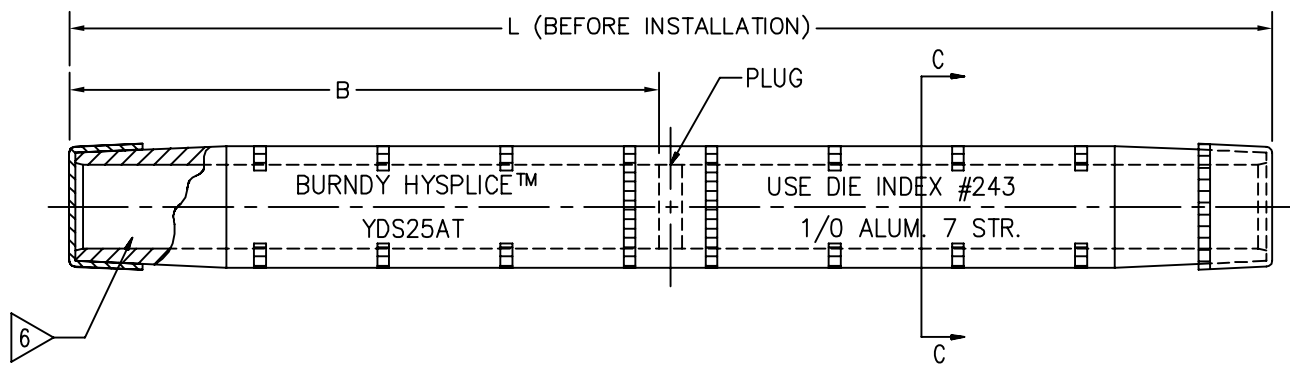 L (BEFORE INSTALLATION)
B
PLUG
C
BURNDY HYSPLICE™
YDS25AT
USE DIE INDEX #243
1/0 ALUM. 7 STR.
6
C